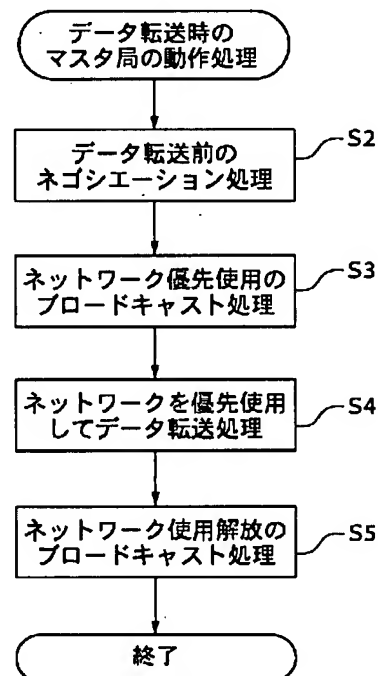 データ転送時の
マスタ局の動作処理
データ転送前の
ネゴシエーション処理
S2
ネットワーク優先使用の
ブロードキャスト処理
S3
ネットワークを優先使用
してデータ転送処理
S4
ネットワーク使用解放の
ブロードキャスト処理
S5
終了